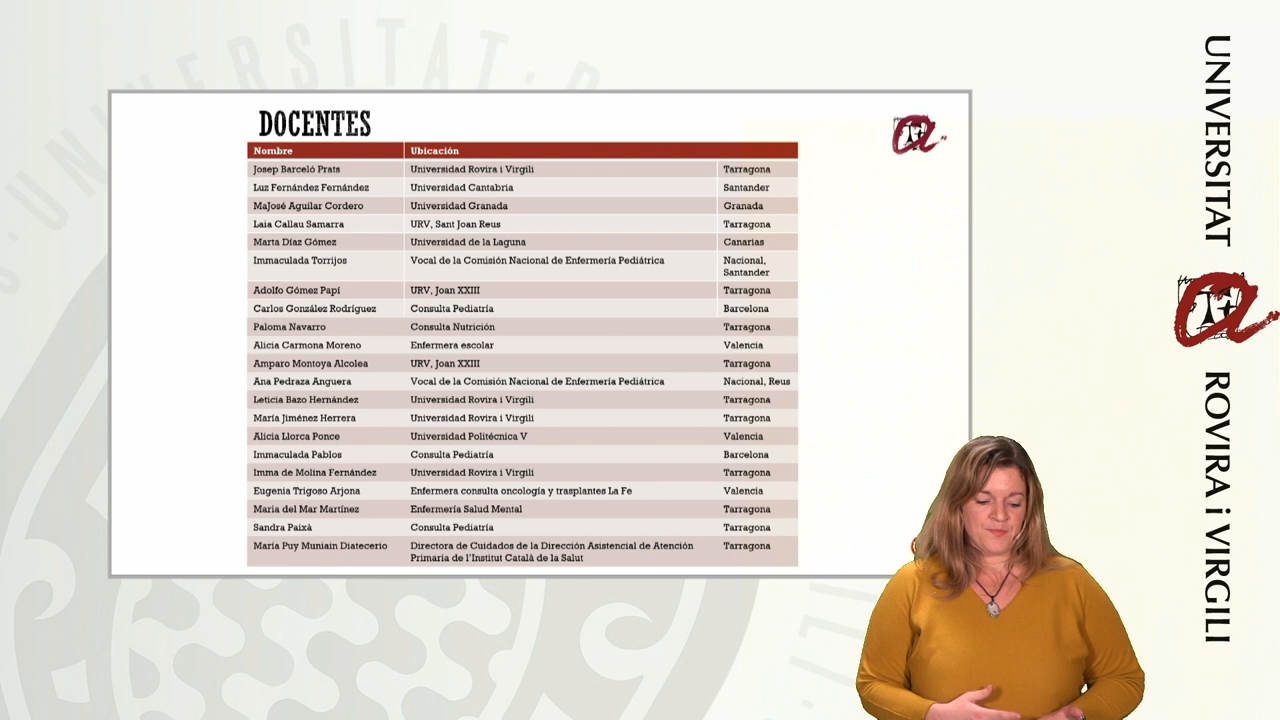 DOCENTES
Nombre Ubicación
Josep Barceló Prats Universidad Rovira i Virgili Tarragona
Luz Fernández Fernández Universidad Cantabria Santander
MaJosé Aguilar Cordero Universidad Granada Granada
Laia Callau Samarra URV, Sant Joan Reus Tarragona
Marta Díaz Gómez Universidad de la Laguna Canarias
Immaculada Torrijos Vocal de la Comisión Nacional de Enfermería Pediátrica Nacional,
Santander
Adolfo Gómez Papí URV, Joan XXIII Tarragona
Carlos González Rodríguez Consulta Pediatría Barcelona
Paloma Navarro Consulta Nutrición Tarragona
Alicia Carmona Moreno Enfermera escolar Valencia
Amparo Montoya Alcolea URV, Joan XXIII Tarragona
Ana Pedraza Anguera Vocal de la Comisión Nacional de Enfermería Pediátrica Nacional, Reus
Leticia Bazo Hernández Universidad Rovira i Virgili Tarragona
María Jiménez Herrera Universidad Rovira i Virgili Tarragona
Alicia Llorca Ponce Universidad Politécnica V Valencia
Immaculada Pablos Consulta Pediatría Barcelona
Imma de Molina Fernández Universidad Rovira i Virgili Tarragona
Eugenia Trigoso Arjona Enfermera consulta oncología y trasplantes La Fe Valencia
Maria del Mar Martínez Enfermería Salud Mental Tarragona
Sandra Paixà Consulta Pediatría Tarragona
María Puy Muniain Diatecerio Directora de Cuidados de la Dirección Asistencial de Atención Tarragona
Primaria de l'Institut Català de la Salut
UNIVERSITAT
ROVIRA i VIRGILI